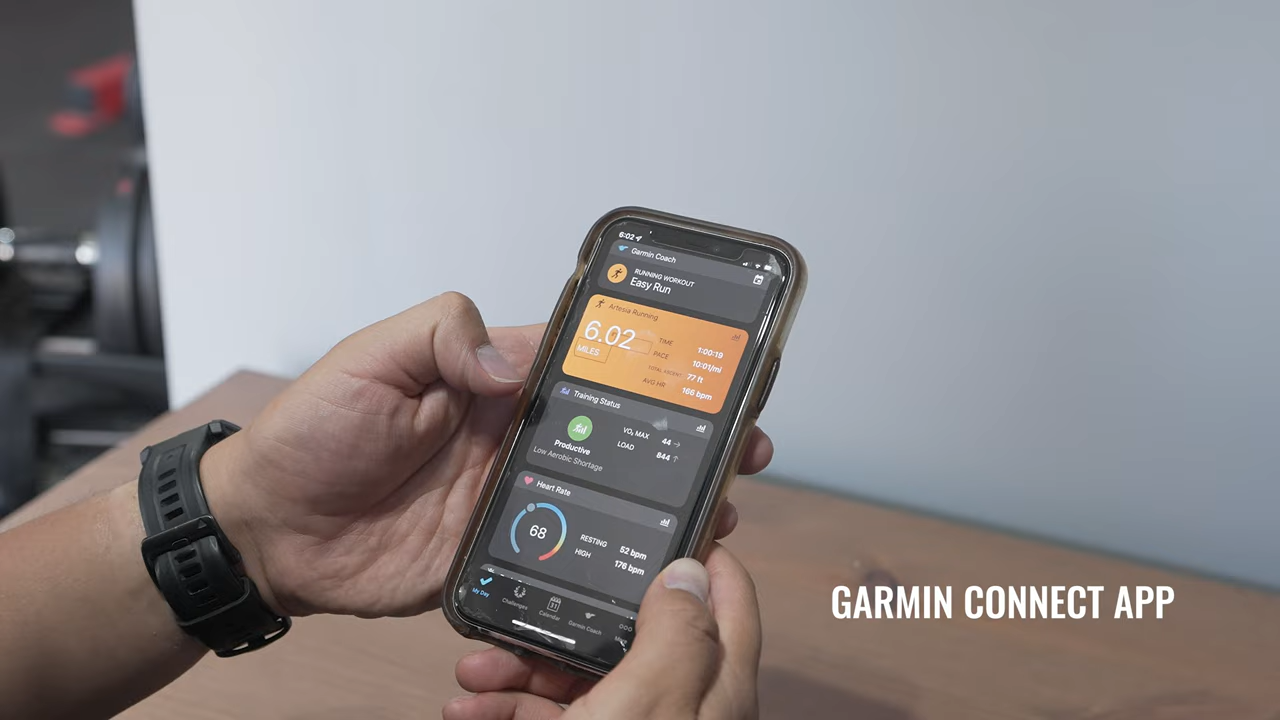 6:02
Garmin Coach
RUNNING WORKOUT
Easy Run
Artesia Running
6.02
MILES
TIME 1:00:19
PACE 10:01/mi
TOTAL ASCENT 77 ft
AVG HR 166 bpm
Training Status
Productive
Low Aerobic Shortage
VO₂ MAX 44 →
LOAD 844 ↑
Heart Rate
68
RESTING 52 bpm
HIGH 176 bpm
My Day
Challenges
31
Calendar
Garmin Coach
GARMIN CONNECT APP